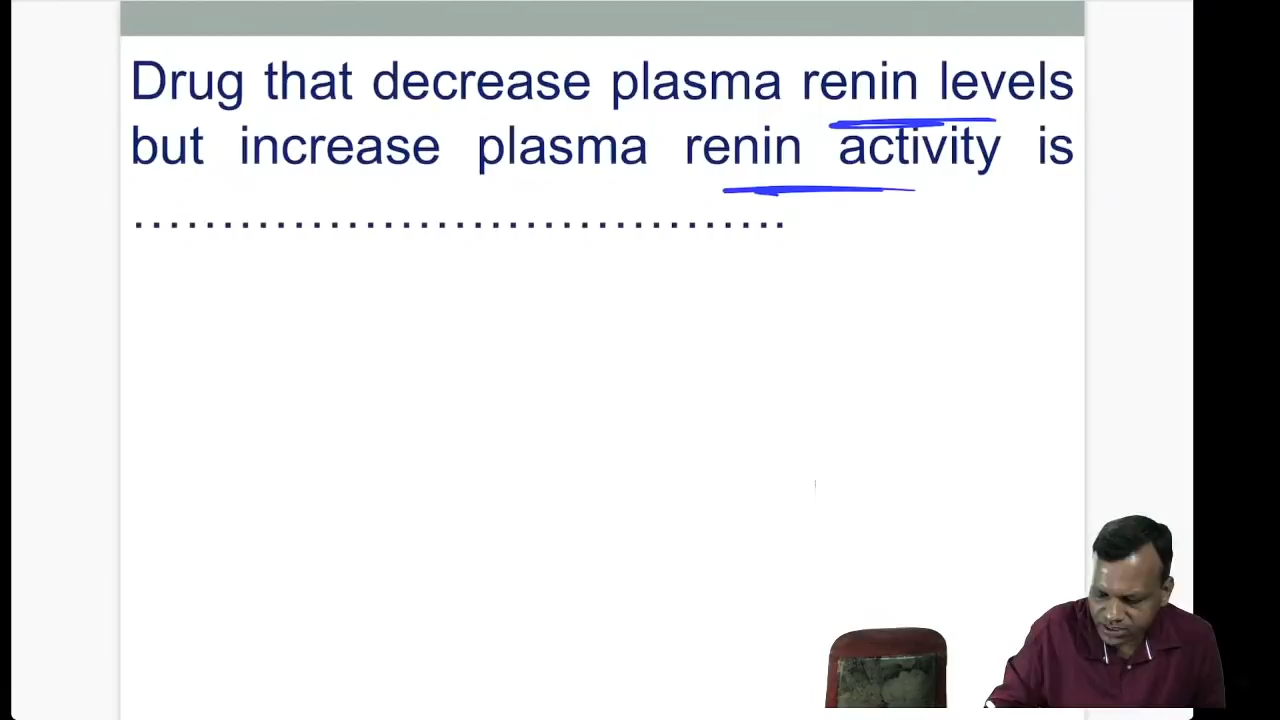 Drug that decrease plasma renin levels
but increase plasma renin activity is
.....................................